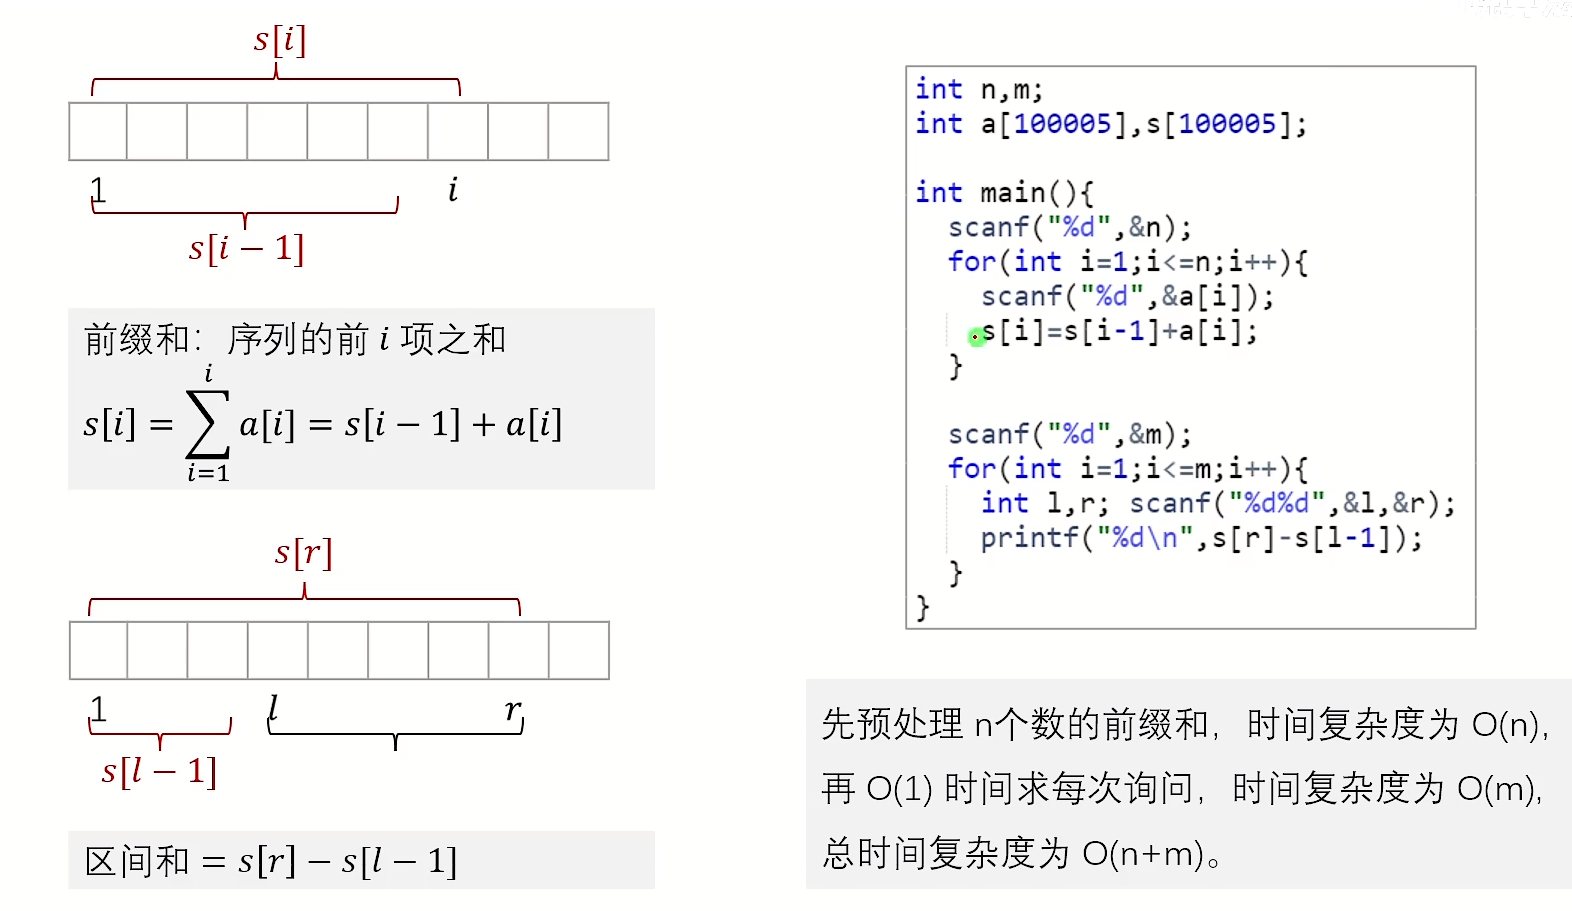 s[i]
1 i
s[i − 1]
前缀和：序列的前 i 项之和
i
s[i] = ∑ a[i] = s[i − 1] + a[i]
i=1
s[r]
1 l r
s[l − 1]
区间和 = s[r] − s[l − 1]
int n,m;
int a[100005],s[100005];
int main(){
scanf("%d",&n);
for(int i=1;i<=n;i++){
scanf("%d",&a[i]);
s[i]=s[i-1]+a[i];
}
scanf("%d",&m);
for(int i=1;i<=m;i++){
int l,r; scanf("%d%d",&l,&r);
printf("%d\n",s[r]-s[l-1]);
}
}
先预处理 n个数的前缀和，时间复杂度为 O(n),
再 O(1) 时间求每次询问，时间复杂度为 O(m),
总时间复杂度为 O(n+m)。